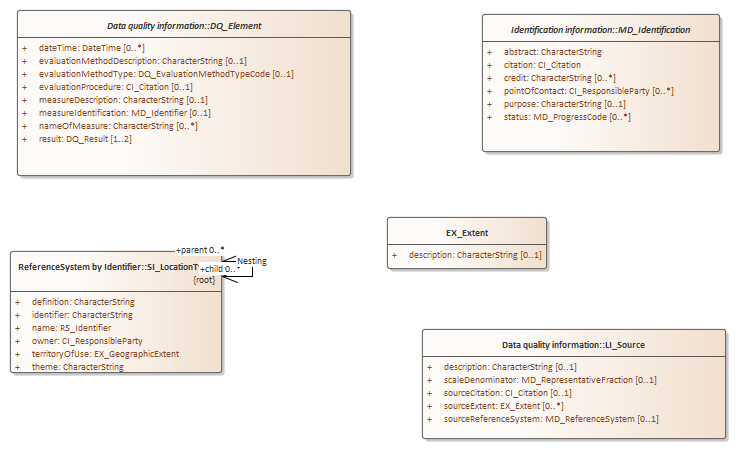 Data quality information::DQ_Element
+ dateTime: DateTime [0..*]
+ evaluationMethodDescription: CharacterString [0..1]
+ evaluationMethodType: DQ_EvaluationMethodTypeCode [0..1]
+ evaluationProcedure: CI_Citation [0..1]
+ measureDescription: CharacterString [0..1]
+ measureIdentification: MD_Identifier [0..1]
+ nameOfMeasure: CharacterString [0..*]
+ result: DQ_Result [1..2]
Identification information::MD_Identification
+ abstract: CharacterString
+ citation: CI_Citation
+ credit: CharacterString [0..*]
+ pointOfContact: CI_ResponsibleParty [0..*]
+ purpose: CharacterString [0..1]
+ status: MD_ProgressCode [0..*]
+parent 0..*
Nesting
+child 0..*
{root}
ReferenceSystem by Identifier::SI_LocationT
+ definition: CharacterString
+ identifier: CharacterString
+ name: RS_Identifier
+ owner: CI_ResponsibleParty
+ territoryOfUse: EX_GeographicExtent
+ theme: CharacterString
EX_Extent
+ description: CharacterString [0..1]
Data quality information::LI_Source
+ description: CharacterString [0..1]
+ scaleDenominator: MD_RepresentativeFraction [0..1]
+ sourceCitation: CI_Citation [0..1]
+ sourceExtent: EX_Extent [0..*]
+ sourceReferenceSystem: MD_ReferenceSystem [0..1]